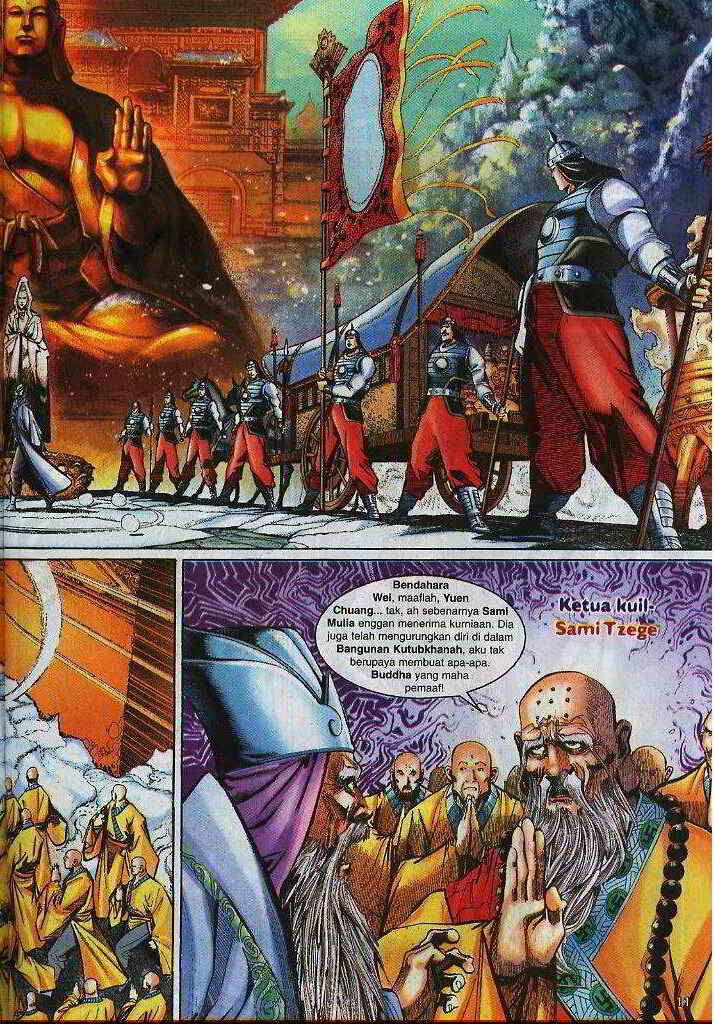 Bendahara
Wei, maaflah, Yuen
Chuang... tak, ah sebenarnya Sami
Mulia enggan menerima kurniaan. Dia
juga telah mengurungkan diri di dalam
Bangunan Kutubkhanah, aku tak
berupaya membuat apa-apa.
Buddha yang maha
pemaaf!
Ketua kuil-
Sami Tzege
11